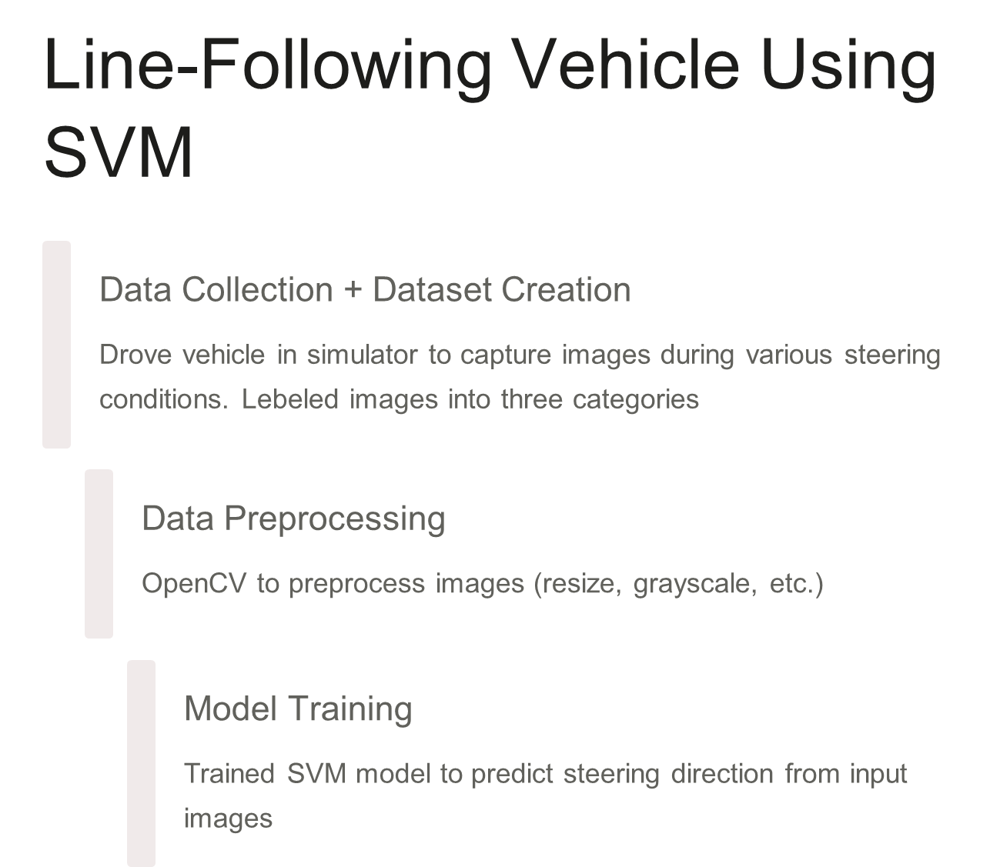 Line-Following Vehicle Using
SVM
Data Collection + Dataset Creation
Drove vehicle in simulator to capture images during various steering
conditions. Lebeled images into three categories
Data Preprocessing
OpenCV to preprocess images (resize, grayscale, etc.)
Model Training
Trained SVM model to predict steering direction from input
images